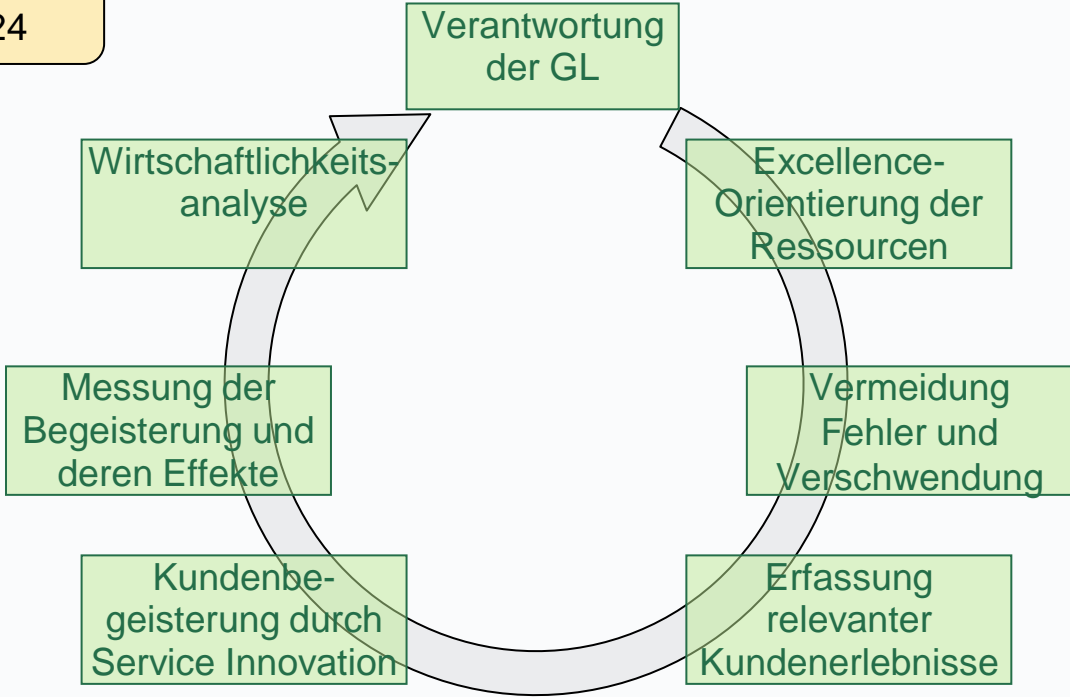 24
Verantwortung
der GL
Wirtschaftlichkeits-
analyse
Excellence-
Orientierung der
Ressourcen
Messung der
Begeisterung und
deren Effekte
Vermeidung
Fehler und
Verschwendung
Kundenbe-
geisterung durch
Service Innovation
Erfassung
relevanter
Kundenerlebnisse